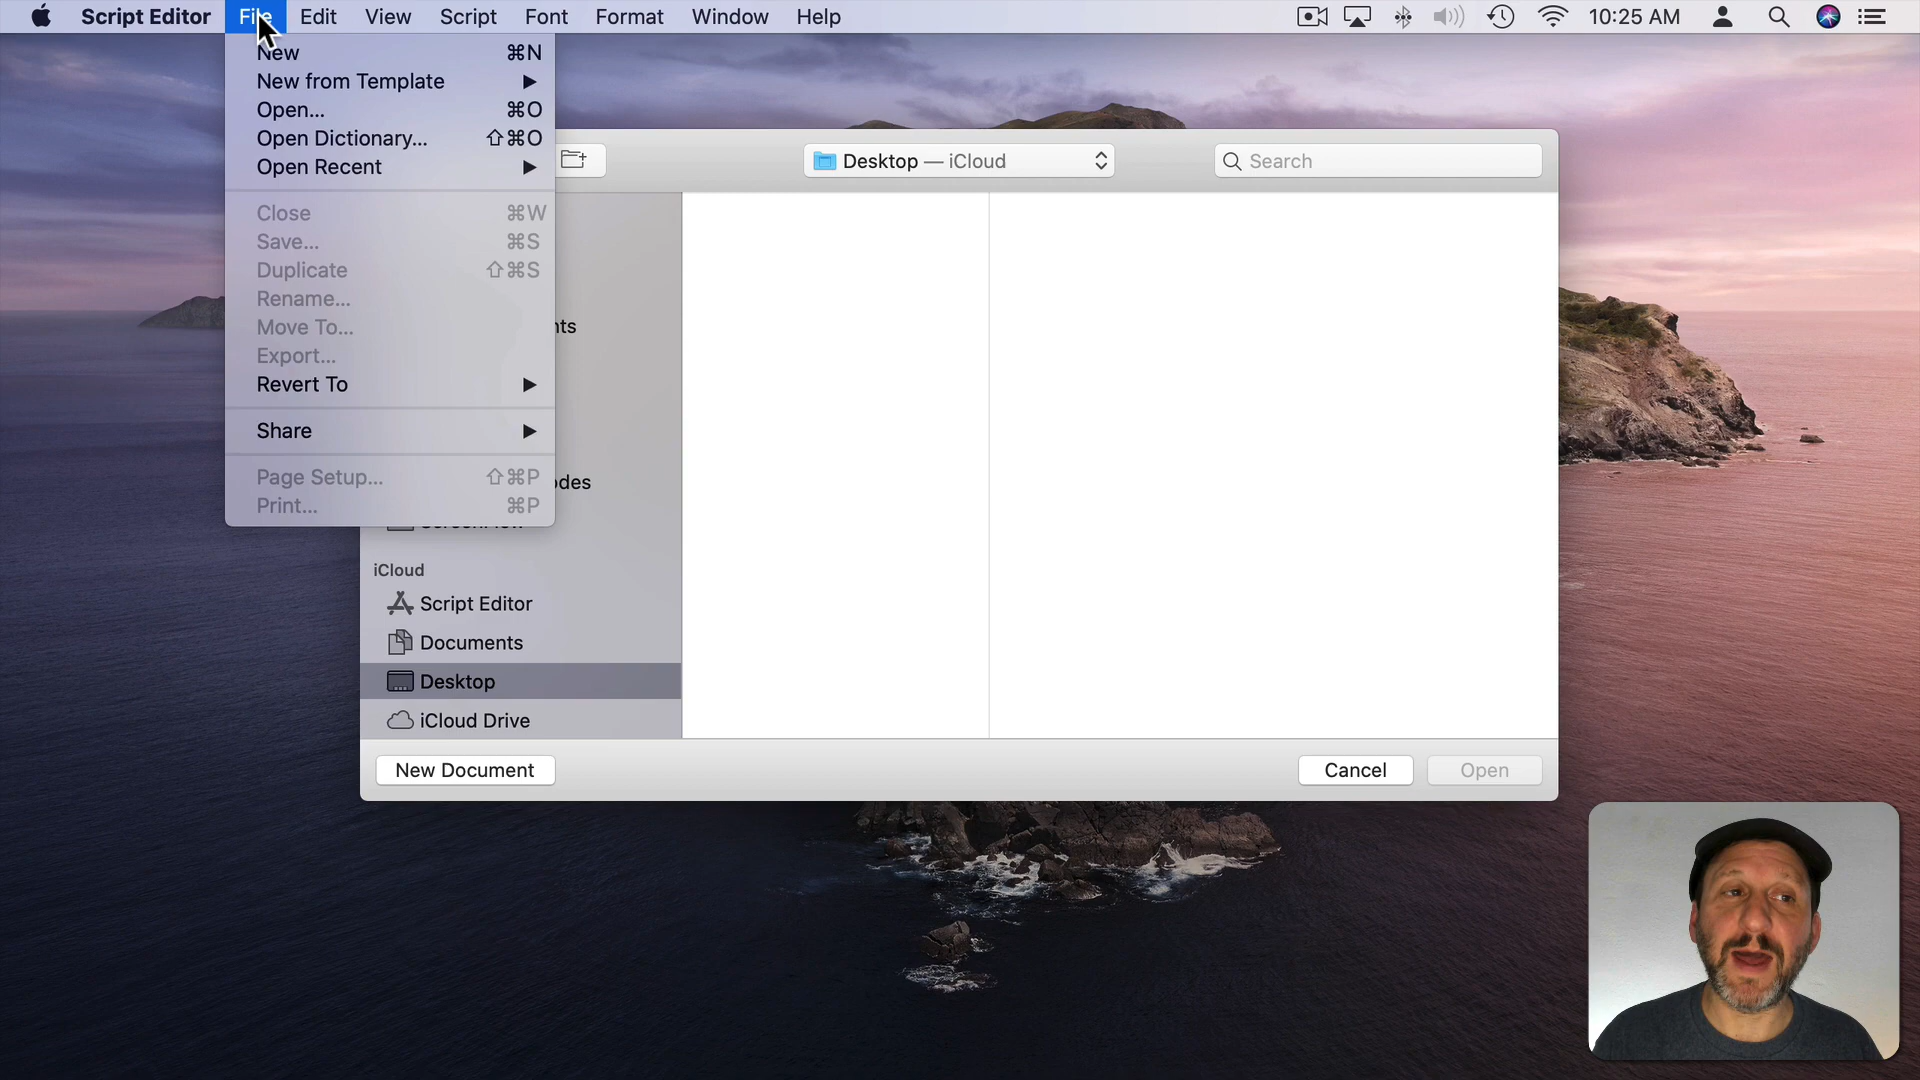 Script Editor File Edit View Script Font Format Window Help 10:25 AM
New ⌘N
New from Template ▶
Open... ⌘O
Open Dictionary... ⇧⌘O
Open Recent ▶
Close ⌘W
Save... ⌘S
Duplicate ⇧⌘S
Rename...
Move To...
Export...
Revert To ▶
Share ▶
Page Setup... ⇧⌘P
Print... ⌘P
Desktop — iCloud
Search
nts
odes
iCloud
Script Editor
Documents
Desktop
iCloud Drive
New Document Cancel Open